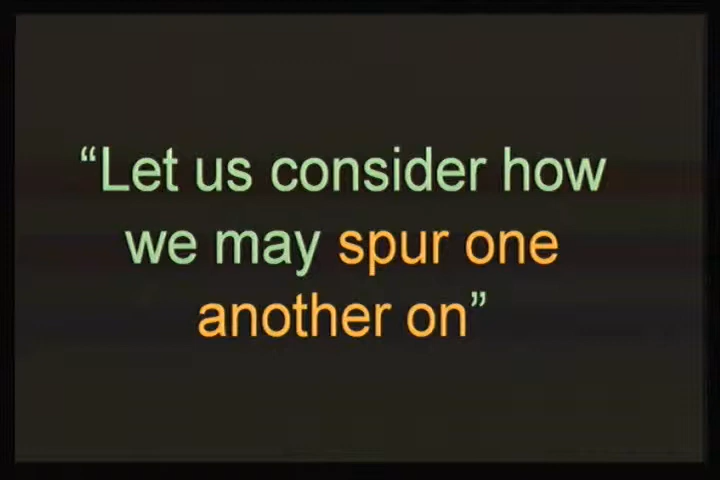 “Let us consider how
we may spur one
another on”